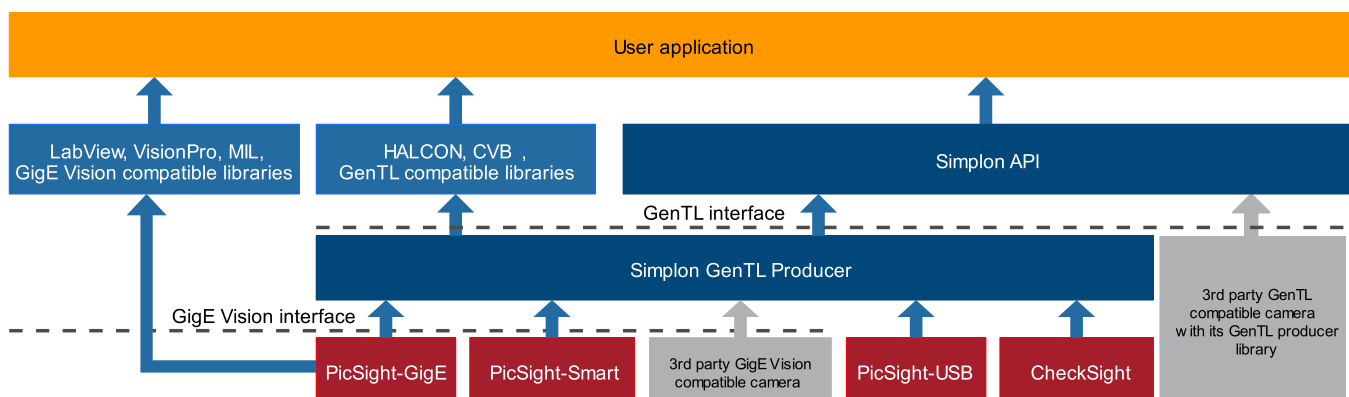 User application
LabView, VisionPro, MIL,
GigE Vision compatible libraries
HALCON, CVB ,
GenTL compatible libraries
Simplon API
GenTL interface
Simplon GenTL Producer
3rd party GenTL
compatible camera
with its GenTL producer
library
GigE Vision interface
PicSight-GigE
PicSight-Smart
3rd party GigE Vision
compatible camera
PicSight-USB
CheckSight